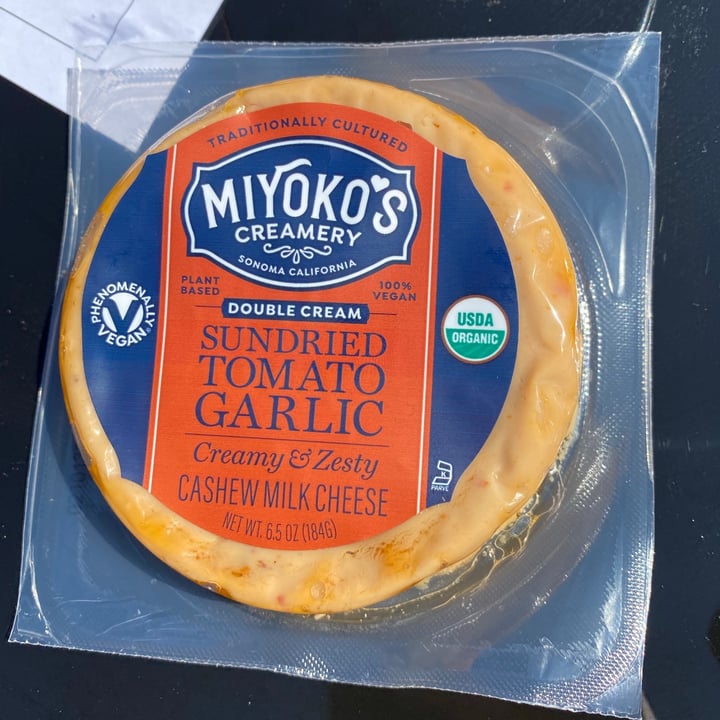 TRADITIONALLY CULTURED
MIYOKO'S
CREAMERY
SONOMA CALIFORNIA
PLANT
BASED
100%
VEGAN
DOUBLE CREAM
PHENOMENALLY
VEGAN
V
USDA
ORGANIC
SUNDRIED
TOMATO
GARLIC
Creamy & Zesty
CASHEW MILK CHEESE
NET WT. 6.5 OZ (184G)
K
PARVE